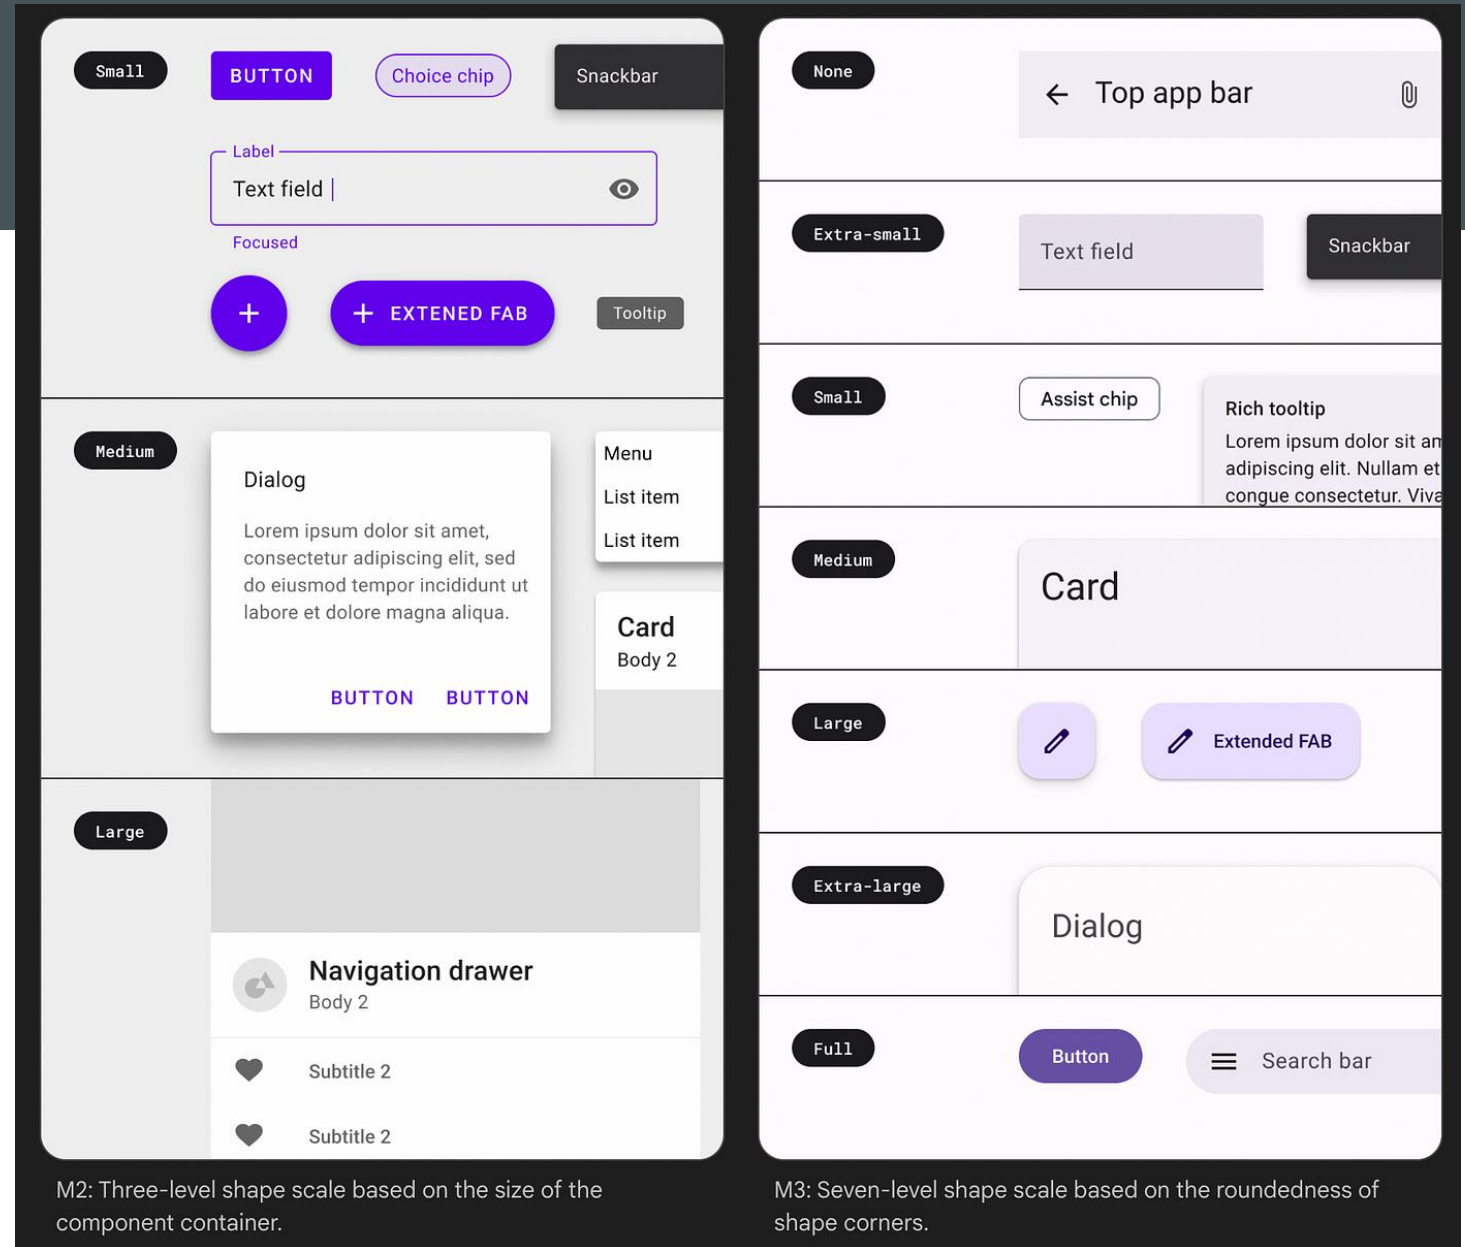 Small
BUTTON
Choice chip
Snackbar
Label
Text field
Focused
EXTENED FAB
Tooltip
Medium
Dialog
Lorem ipsum dolor sit amet,
consectetur adipiscing elit, sed
do eiusmod tempor incididunt ut
labore et dolore magna aliqua.
BUTTON BUTTON
Menu
List item
List item
Card
Body 2
Large
Navigation drawer
Body 2
Subtitle 2
Subtitle 2
M2: Three-level shape scale based on the size of the
component container.
None
Top app bar
Extra-small
Text field
Snackbar
Small
Assist chip
Rich tooltip
Lorem ipsum dolor sit am
adipiscing elit. Nullam et
congue consectetur. Viva
Medium
Card
Large
Extended FAB
Extra-large
Dialog
Full
Button
Search bar
M3: Seven-level shape scale based on the roundedness of
shape corners.